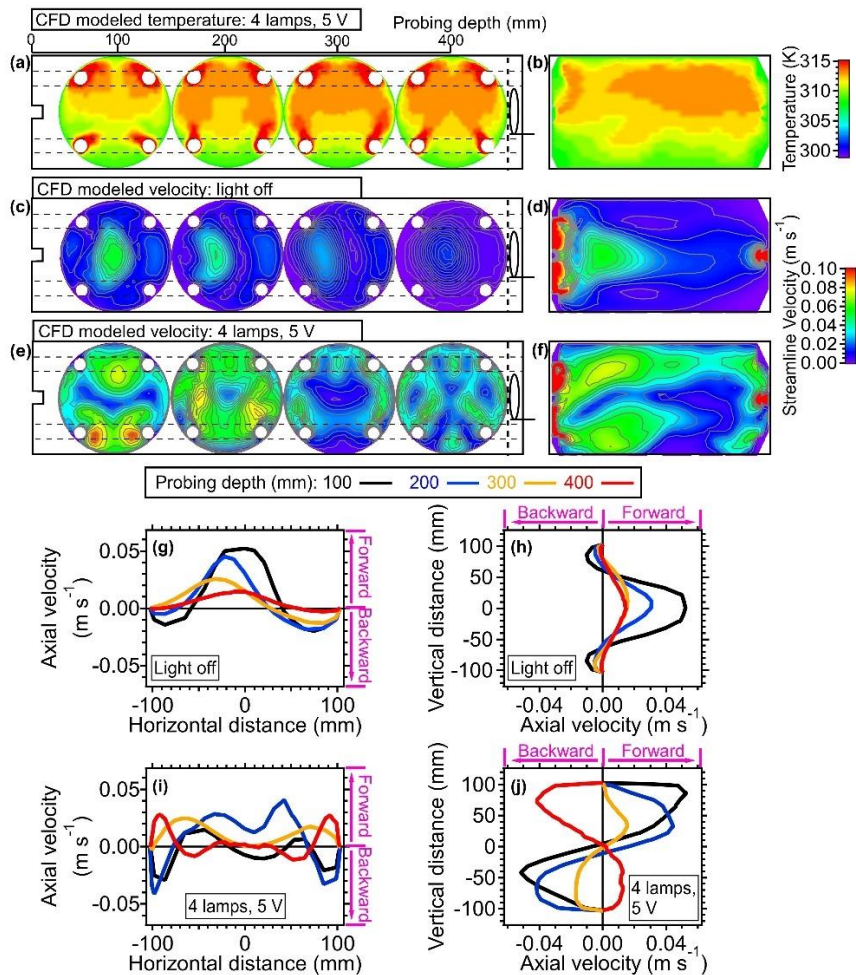 CFD modeled temperature: 4 lamps, 5 V
Probing depth (mm)
0 100 200 300 400
(a)
(b)
315
310
305
300
Temperature (K)
CFD modeled velocity: light off
(c)
(d)
CFD modeled velocity: 4 lamps, 5 V
(e)
(f)
0.10
0.08
0.06
0.04
0.02
0.00
Streamline Velocity (m s⁻¹)
Probing depth (mm): 100 200 300 400
(g)
0.05
0.00
-0.05
Axial velocity
(m s⁻¹)
Light off
-100 -50 0 50 100
Horizontal distance (mm)
Forward
Backward
Backward Forward
(h)
100
50
0
-50
-100
Vertical distance (mm)
Light off
-0.04 0.00 0.04
Axial velocity (m s⁻¹)
(i)
0.05
0.00
-0.05
Axial velocity
(m s⁻¹)
4 lamps, 5 V
-100 -50 0 50 100
Horizontal distance (mm)
Forward
Backward
Backward Forward
(j)
100
50
0
-50
-100
Vertical distance (mm)
4 lamps,
5 V
-0.04 0.00 0.04
Axial velocity (m s⁻¹)